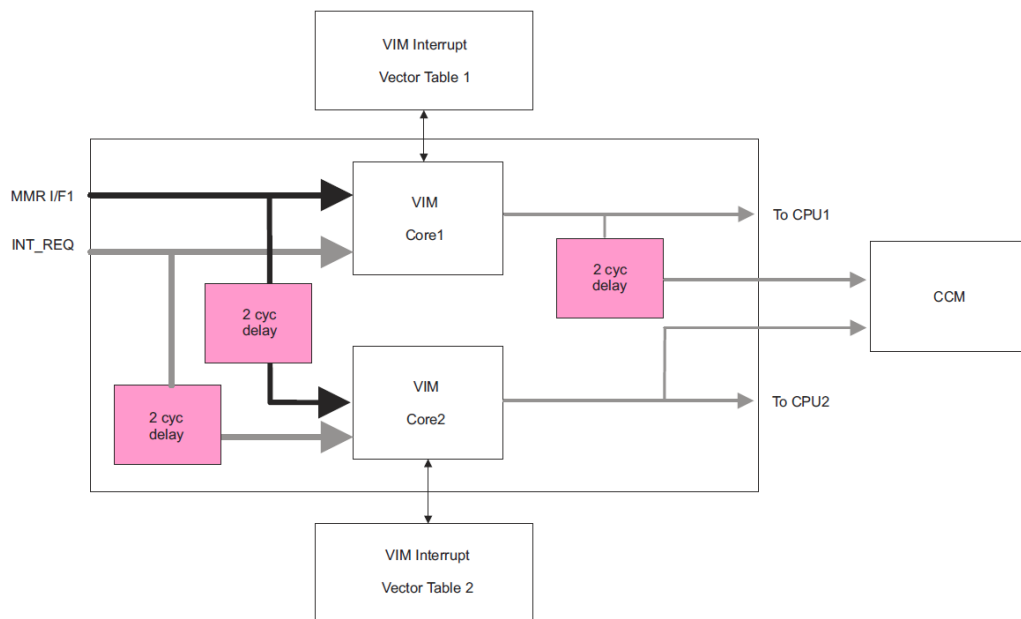 VIM Interrupt
Vector Table 1
MMR I/F1
INT_REQ
VIM
Core1
To CPU1
2 cyc
delay
CCM
2 cyc
delay
VIM
Core2
To CPU2
2 cyc
delay
VIM Interrupt
Vector Table 2